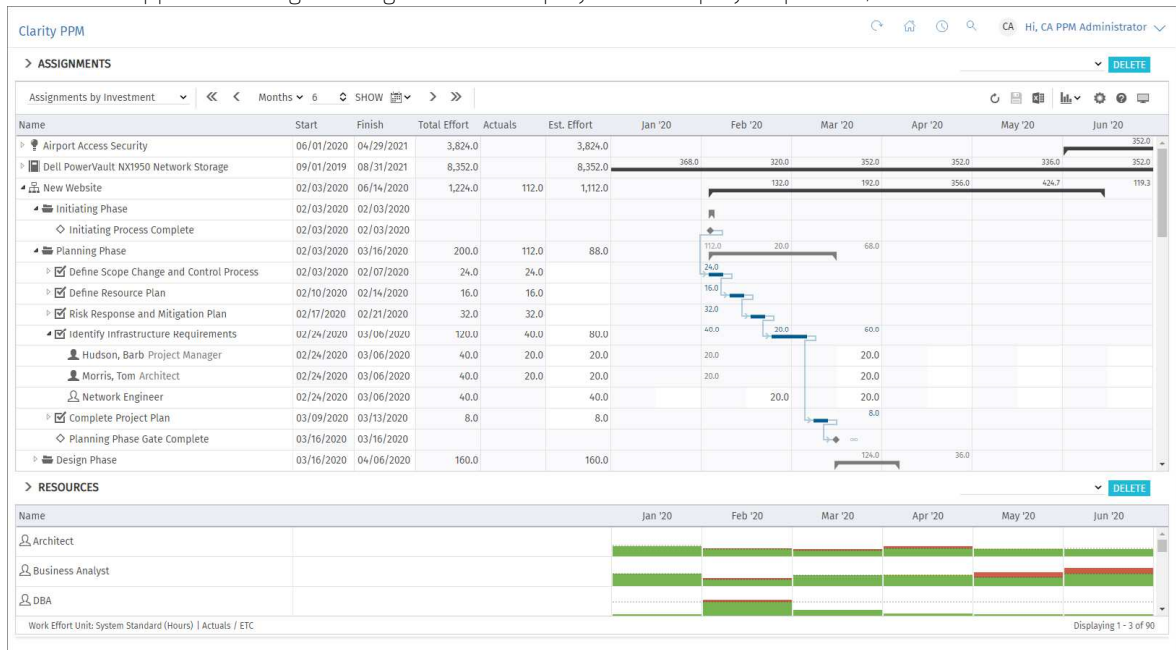 Clarity PPM CA Hi, CA PPM Administrator
ASSIGNMENTS DELETE
Assignments by Investment Months 6 SHOW
Name Start Finish Total Effort Actuals Est. Effort Jan '20 Feb '20 Mar '20 Apr '20 May '20 Jun '20
Airport Access Security 06/01/2020 04/29/2021 3,824.0 3,824.0 352.0
Dell PowerVault NX1950 Network Storage 09/01/2019 08/31/2021 8,352.0 8,352.0 368.0 320.0 352.0 352.0 336.0 352.0
New Website 02/03/2020 06/14/2020 1,224.0 112.0 1,112.0 132.0 192.0 356.0 424.7 119.3
Initiating Phase 02/03/2020 02/03/2020
Initiating Process Complete 02/03/2020 02/03/2020
Planning Phase 02/03/2020 03/16/2020 200.0 112.0 88.0 112.0 20.0 68.0
Define Scope Change and Control Process 02/03/2020 02/07/2020 24.0 24.0 24.0
Define Resource Plan 02/10/2020 02/14/2020 16.0 16.0 16.0
Risk Response and Mitigation Plan 02/17/2020 02/21/2020 32.0 32.0 32.0
Identify Infrastructure Requirements 02/24/2020 03/06/2020 120.0 40.0 80.0 40.0 20.0 60.0
Hudson, Barb Project Manager 02/24/2020 03/06/2020 40.0 20.0 20.0 20.0 20.0
Morris, Tom Architect 02/24/2020 03/06/2020 40.0 20.0 20.0 20.0 20.0
Network Engineer 02/24/2020 03/06/2020 40.0 40.0 20.0 20.0
Complete Project Plan 03/09/2020 03/13/2020 8.0 8.0 8.0
Planning Phase Gate Complete 03/16/2020 03/16/2020
Design Phase 03/16/2020 04/06/2020 160.0 160.0 124.0 36.0
RESOURCES DELETE
Name Jan '20 Feb '20 Mar '20 Apr '20 May '20 Jun '20
Architect
Business Analyst
DBA
Work Effort Unit: System Standard (Hours) | Actuals / ETC Displaying 1 - 3 of 90